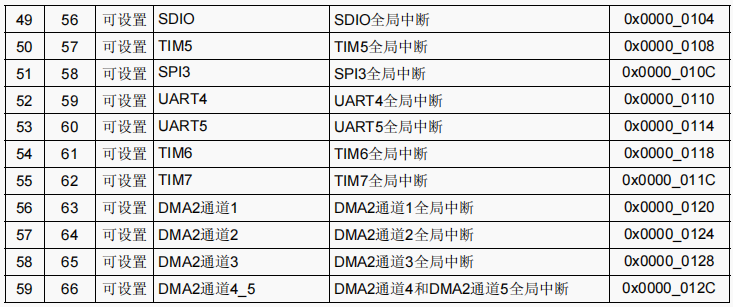 49 56 可设置 SDIO SDIO全局中断 0x0000_0104
50 57 可设置 TIM5 TIM5全局中断 0x0000_0108
51 58 可设置 SPI3 SPI3全局中断 0x0000_010C
52 59 可设置 UART4 UART4全局中断 0x0000_0110
53 60 可设置 UART5 UART5全局中断 0x0000_0114
54 61 可设置 TIM6 TIM6全局中断 0x0000_0118
55 62 可设置 TIM7 TIM7全局中断 0x0000_011C
56 63 可设置 DMA2通道1 DMA2通道1全局中断 0x0000_0120
57 64 可设置 DMA2通道2 DMA2通道2全局中断 0x0000_0124
58 65 可设置 DMA2通道3 DMA2通道3全局中断 0x0000_0128
59 66 可设置 DMA2通道4_5 DMA2通道4和DMA2通道5全局中断 0x0000_012C